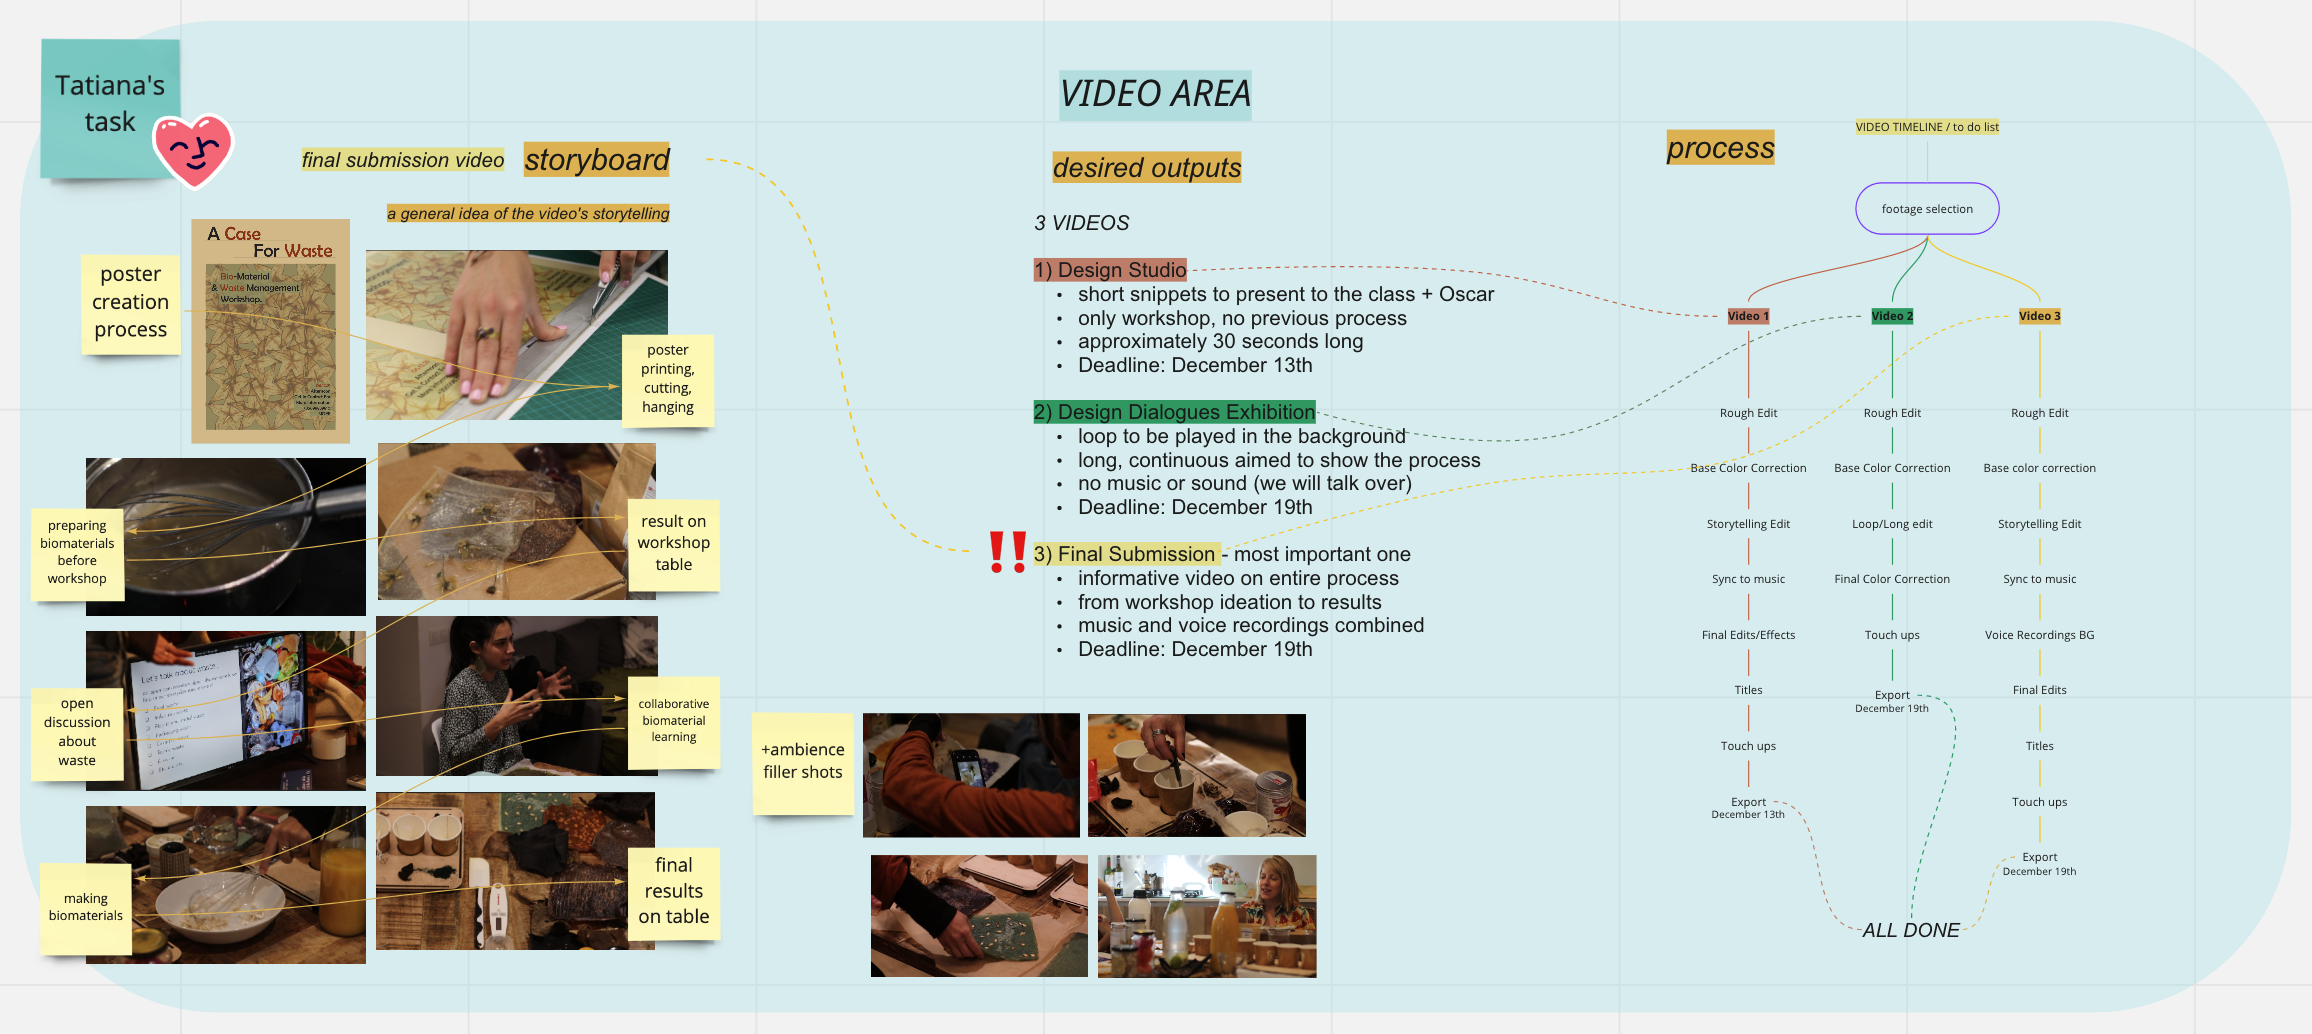 Tatiana's
task
VIDEO AREA
final submission video
storyboard
a general idea of the video's storytelling
A Case
For Waste
Bio-Material
& Waste Management
Workshop.
poster
creation
process
poster
printing,
cutting,
hanging
preparing
biomaterials
before
workshop
result on
workshop
table
Let's talk about waste
open
discussion
about
waste
collaborative
biomaterial
learning
making
biomaterials
final
results
on table
+ambience
filler shots
desired outputs
3 VIDEOS
1) Design Studio
• short snippets to present to the class + Oscar
• only workshop, no previous process
• approximately 30 seconds long
• Deadline: December 13th
2) Design Dialogues Exhibition
• loop to be played in the background
• long, continuous aimed to show the process
• no music or sound (we will talk over)
• Deadline: December 19th
!!
3) Final Submission - most important one
• informative video on entire process
• from workshop ideation to results
• music and voice recordings combined
• Deadline: December 19th
process
VIDEO TIMELINE / to do list
footage selection
Video 1
Rough Edit
Base Color Correction
Storytelling Edit
Sync to music
Final Edits/Effects
Titles
Touch ups
Export
December 13th
Video 2
Rough Edit
Base Color Correction
Loop/Long edit
Final Color Correction
Touch ups
Export
December 19th
Video 3
Rough Edit
Base color correction
Storytelling Edit
Sync to music
Voice Recordings BG
Final Edits
Titles
Touch ups
Export
December 19th
ALL DONE